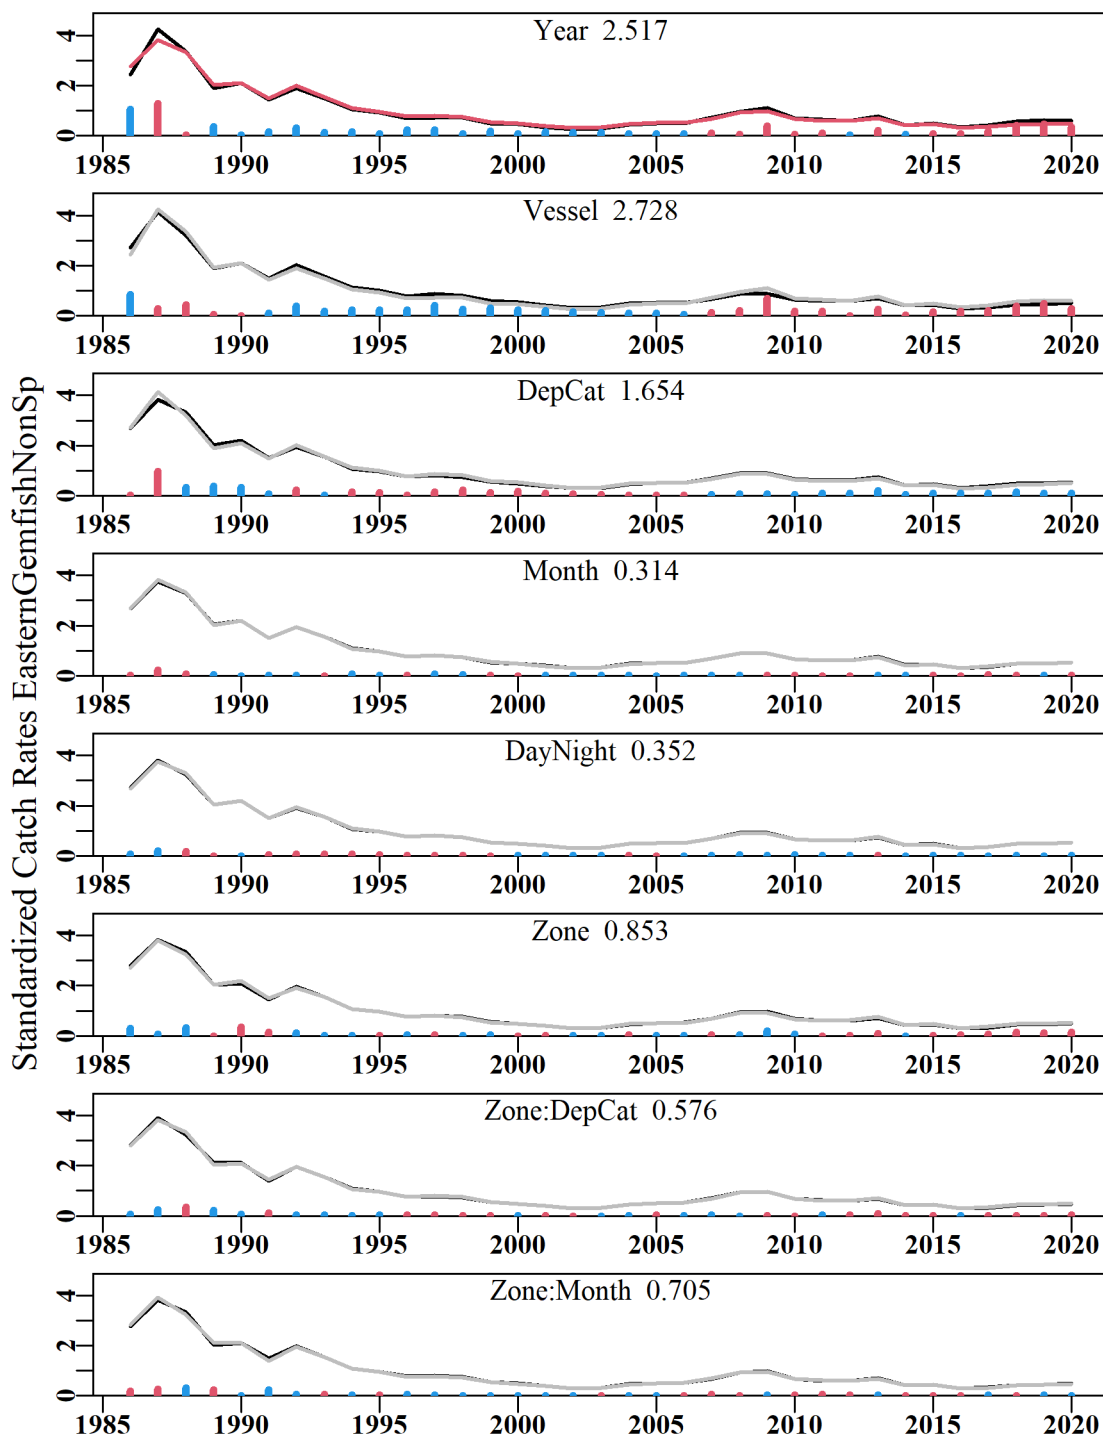 Standardized Catch Rates EasternGemfishNonSp
Year 2.517
0 2 4
1985 1990 1995 2000 2005 2010 2015 2020
Vessel 2.728
0 2 4
1985 1990 1995 2000 2005 2010 2015 2020
DepCat 1.654
0 2 4
1985 1990 1995 2000 2005 2010 2015 2020
Month 0.314
0 2 4
1985 1990 1995 2000 2005 2010 2015 2020
DayNight 0.352
0 2 4
1985 1990 1995 2000 2005 2010 2015 2020
Zone 0.853
0 2 4
1985 1990 1995 2000 2005 2010 2015 2020
Zone:DepCat 0.576
0 2 4
1985 1990 1995 2000 2005 2010 2015 2020
Zone:Month 0.705
0 2 4
1985 1990 1995 2000 2005 2010 2015 2020